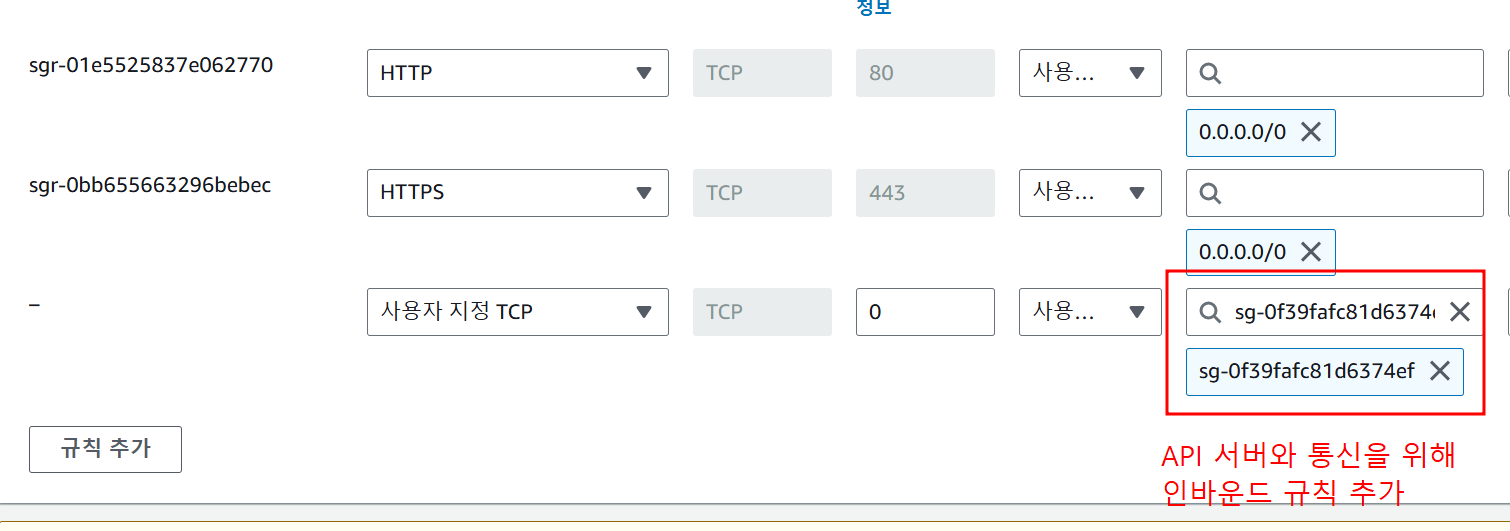 정보
sgr-01e5525837e062770 HTTP TCP 80 사용...
0.0.0.0/0
sgr-0bb655663296bebec HTTPS TCP 443 사용...
0.0.0.0/0
– 사용자 지정 TCP TCP 0 사용... sg-0f39fafc81d6374e
sg-0f39fafc81d6374ef
규칙 추가
API 서버와 통신을 위해
인바운드 규칙 추가